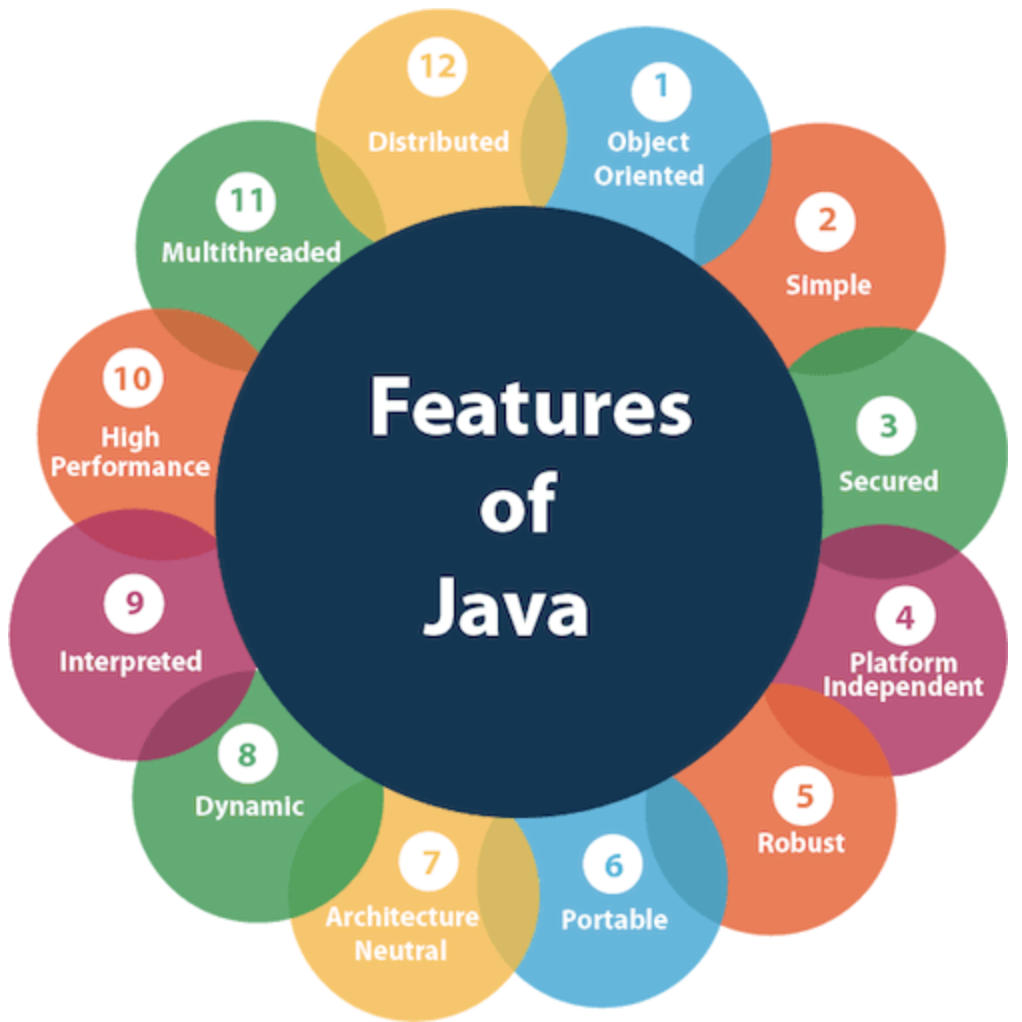 Features
of
Java
1
Object
Oriented
2
Simple
3
Secured
4
Platform
Independent
5
Robust
6
Portable
7
Architecture
Neutral
8
Dynamic
9
Interpreted
10
High
Performance
11
Multithreaded
12
Distributed